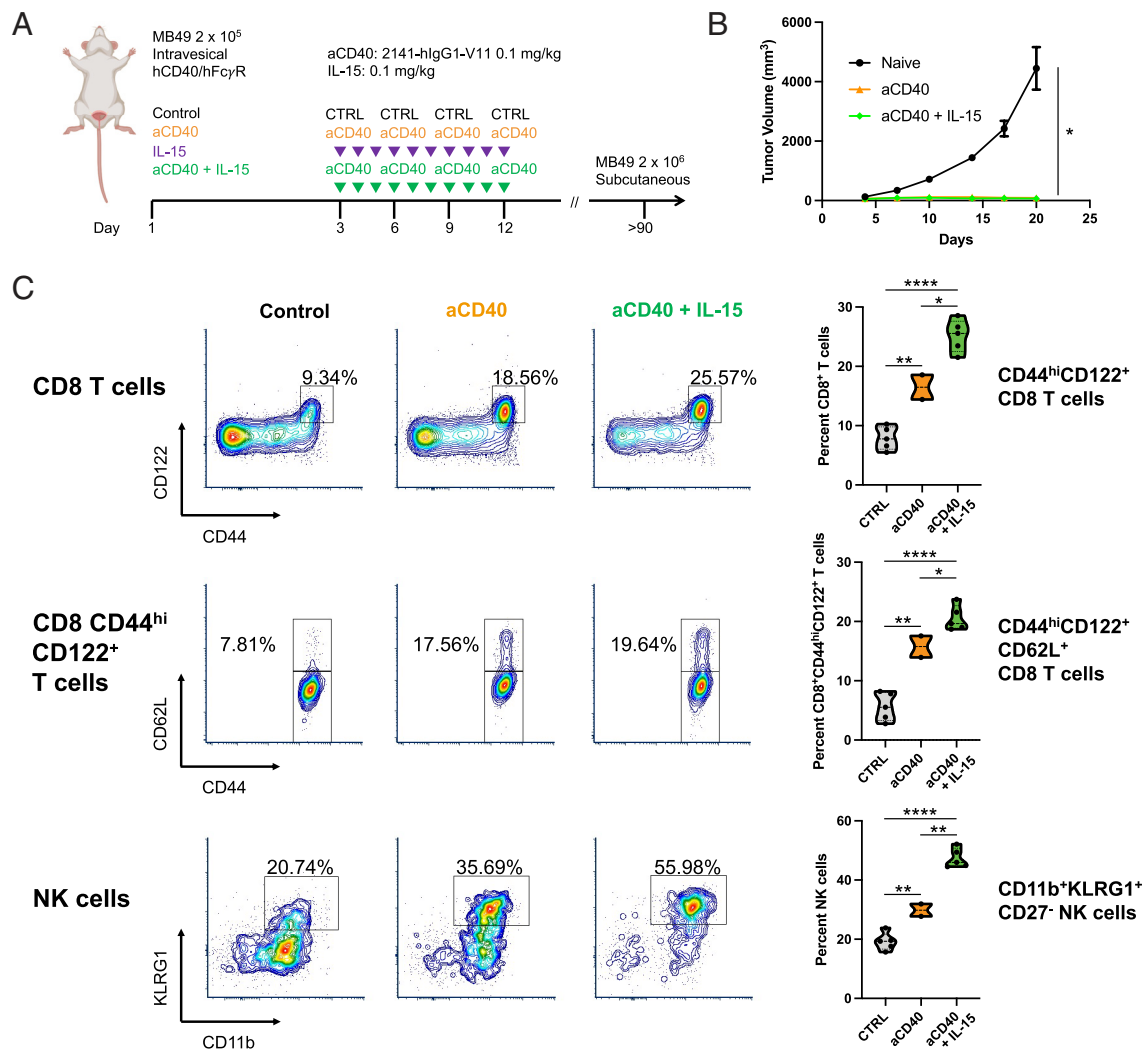 A
MB49 2 x 10⁵
Intravesical
hCD40/hFcγR
aCD40: 2141-hIgG1-V11 0.1 mg/kg
IL-15: 0.1 mg/kg
Control
CTRL CTRL CTRL CTRL
aCD40
aCD40 aCD40 aCD40 aCD40
IL-15
aCD40 + IL-15
aCD40 aCD40 aCD40 aCD40
MB49 2 x 10⁶
Subcutaneous
//
Day
1
3
6
9
12
>90
B
Tumor Volume (mm³)
6000
4000
2000
0
Naive
aCD40
aCD40 + IL-15
*
0 5 10 15 20 25
Days
C
Control
aCD40
aCD40 + IL-15
CD8 T cells
9.34%
18.56%
25.57%
CD122
CD44
Percent CD8⁺ T cells
30
20
10
0
****
*
**
CTRL
aCD40
aCD40
+ IL-15
CD44ʰⁱCD122⁺
CD8 T cells
CD8 CD44ʰⁱ
CD122⁺
T cells
7.81%
17.56%
19.64%
CD62L
CD44
Percent CD8⁺CD44ʰⁱCD122⁺ T cells
30
20
10
0
****
*
**
CTRL
aCD40
aCD40
+ IL-15
CD44ʰⁱCD122⁺
CD62L⁺
CD8 T cells
NK cells
20.74%
35.69%
55.98%
KLRG1
CD11b
Percent NK cells
60
40
20
0
****
**
**
CTRL
aCD40
aCD40
+ IL-15
CD11b⁺KLRG1⁺
CD27⁻ NK cells